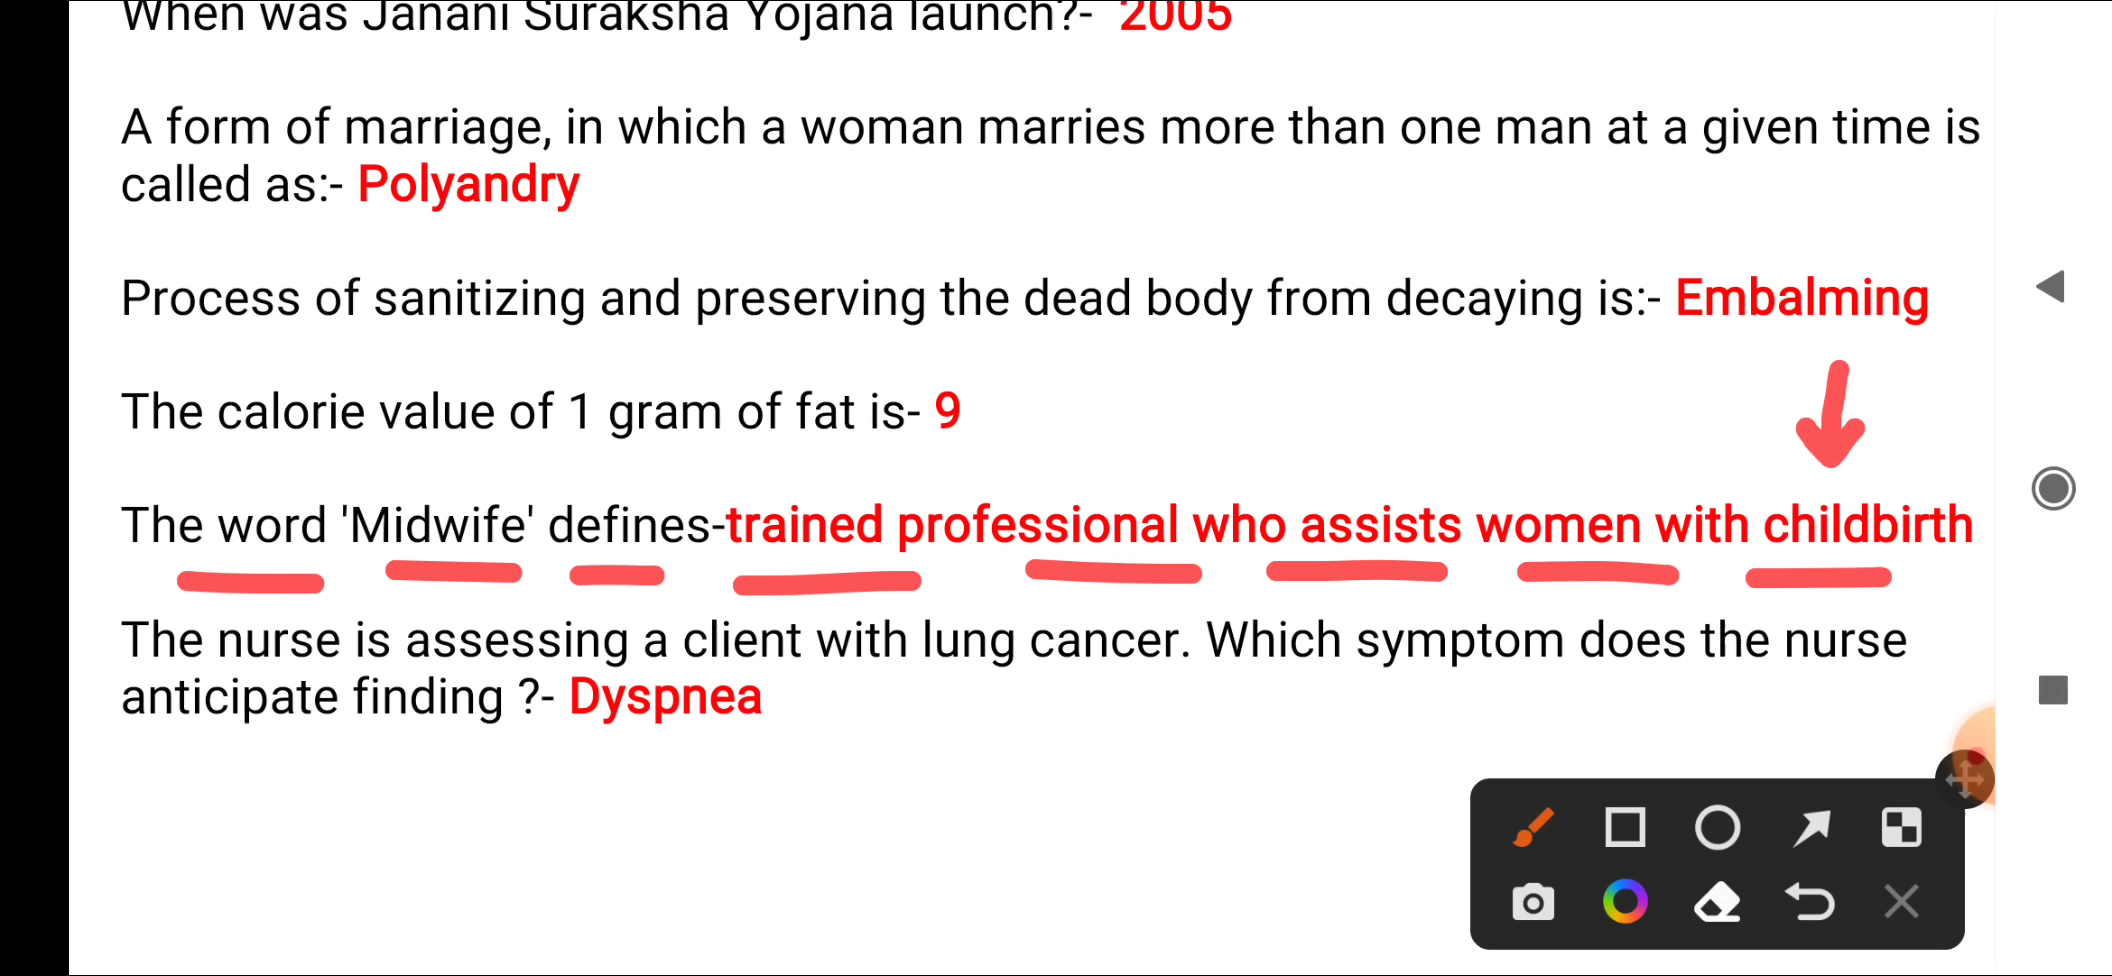 When was Janani Suraksha Yojana launch?- 2005
A form of marriage, in which a woman marries more than one man at a given time is
called as:- Polyandry
Process of sanitizing and preserving the dead body from decaying is:- Embalming
The calorie value of 1 gram of fat is- 9
The word 'Midwife' defines-trained professional who assists women with childbirth
The nurse is assessing a client with lung cancer. Which symptom does the nurse
anticipate finding ?- Dyspnea